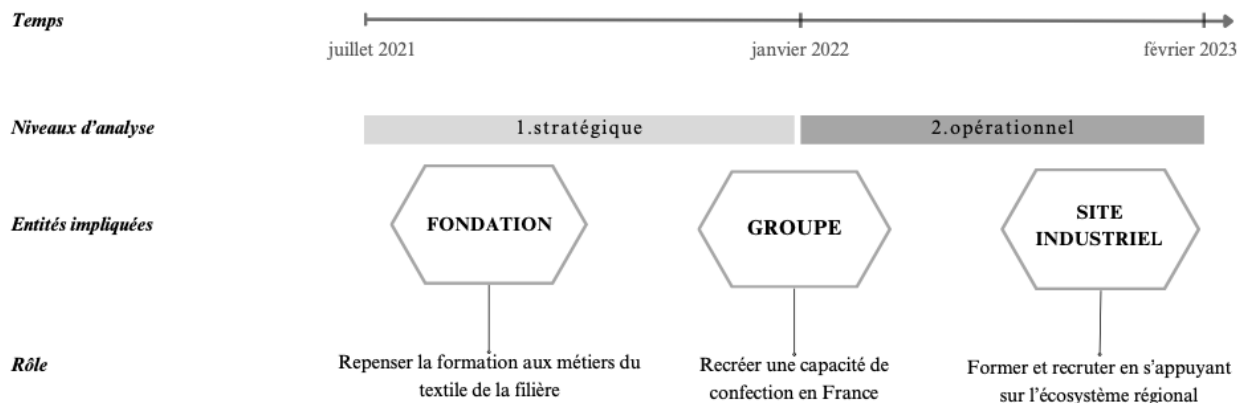 Temps
juillet 2021
janvier 2022
février 2023
Niveaux d'analyse
1.stratégique
2.opérationnel
Entités impliquées
FONDATION
GROUPE
SITE
INDUSTRIEL
Rôle
Repenser la formation aux métiers du
textile de la filière
Recréer une capacité de
confection en France
Former et recruter en s'appuyant
sur l'écosystème régional